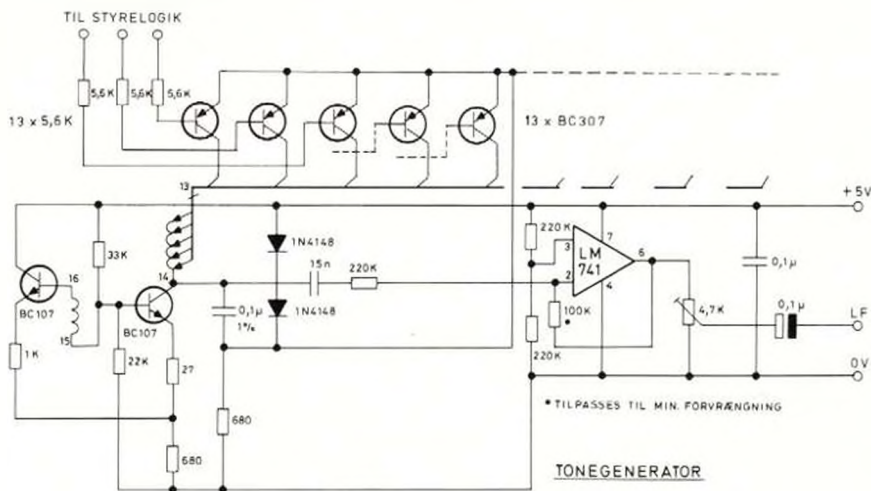 TIL STYRELOGIK
5,6K 5,6K 5,6K
13 x 5,6K
13 x BC307
13
+5V
33K
1N4148
220K
7
3
LM
741
6
2
4
16
14
15n
220K
0,1µ
BC107
BC107
0,1µ
1%
1N4148
100K
*
4,7K
0,1µ
LF
15
1K
22K
27
220K
0V
680
* TILPASSES TIL MIN. FORVRÆNGNING
680
TONEGENERATOR